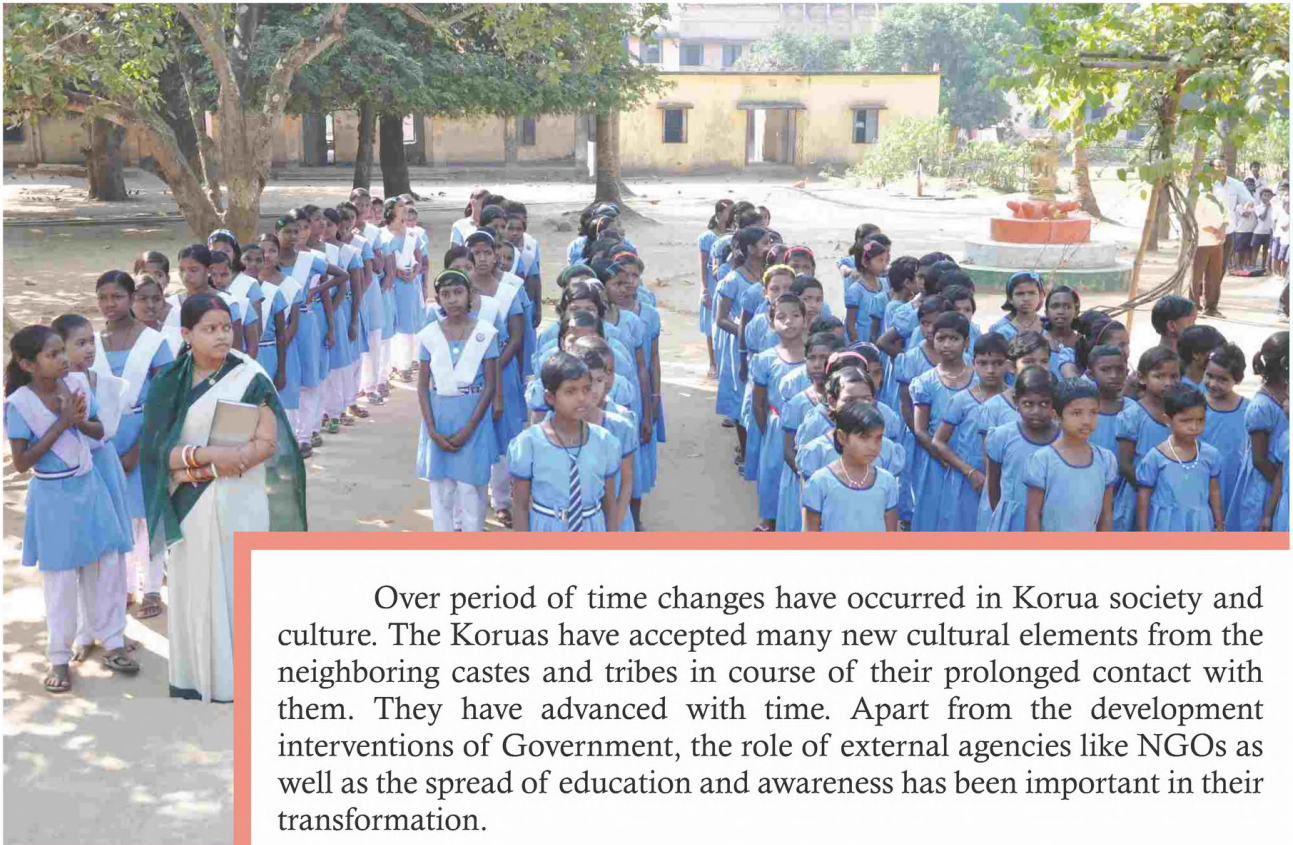 Over period of time changes have occurred in Korua society and
culture. The Koruas have accepted many new cultural elements from the
neighboring castes and tribes in course of their prolonged contact with
them. They have advanced with time. Apart from the development
interventions of Government, the role of external agencies like NGOs as
well as the spread of education and awareness has been important in their
transformation.